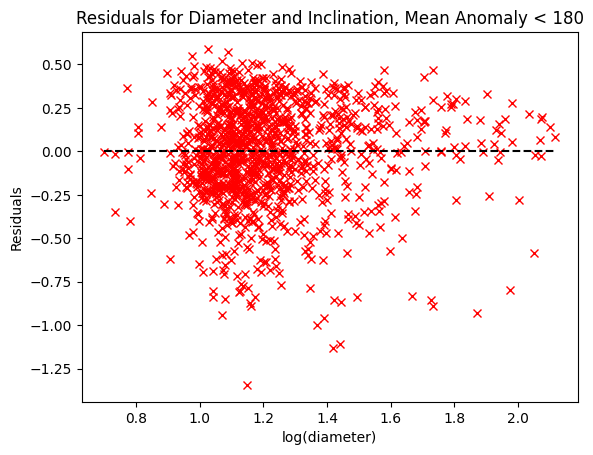 Residuals for Diameter and Inclination, Mean Anomaly < 180
0.50
0.25
0.00
−0.25
−0.50
−0.75
−1.00
−1.25
Residuals
0.8 1.0 1.2 1.4 1.6 1.8 2.0
log(diameter)